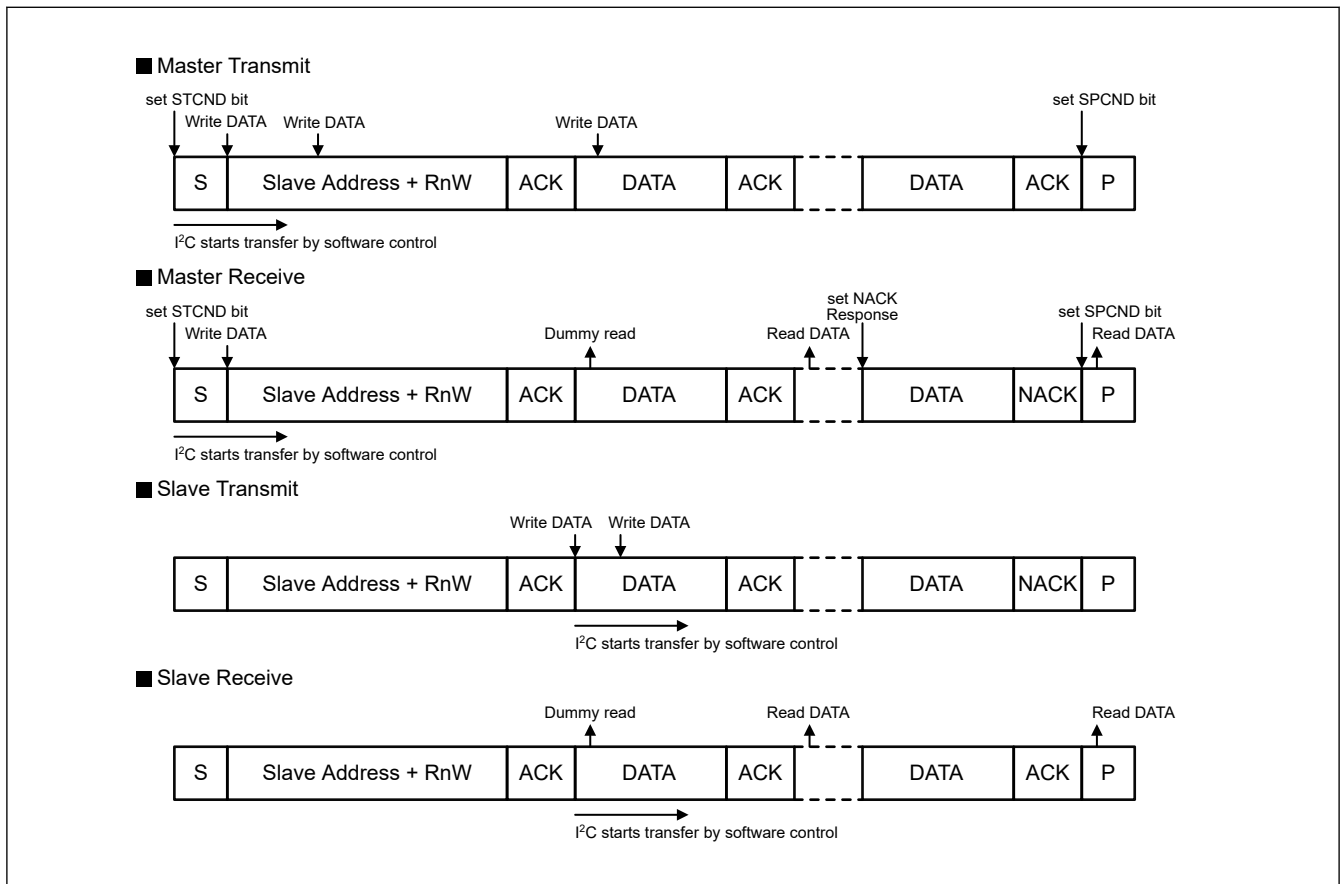 ■ Master Transmit
set STCND bit
set SPCND bit
Write DATA Write DATA Write DATA
S Slave Address + RnW ACK DATA ACK DATA ACK P
I²C starts transfer by software control
■ Master Receive
set NACK
Response
set STCND bit
set SPCND bit
Write DATA Dummy read Read DATA Read DATA
S Slave Address + RnW ACK DATA ACK DATA NACK P
I²C starts transfer by software control
■ Slave Transmit
Write DATA Write DATA
S Slave Address + RnW ACK DATA ACK DATA NACK P
I²C starts transfer by software control
■ Slave Receive
Dummy read Read DATA Read DATA
S Slave Address + RnW ACK DATA ACK DATA ACK P
I²C starts transfer by software control